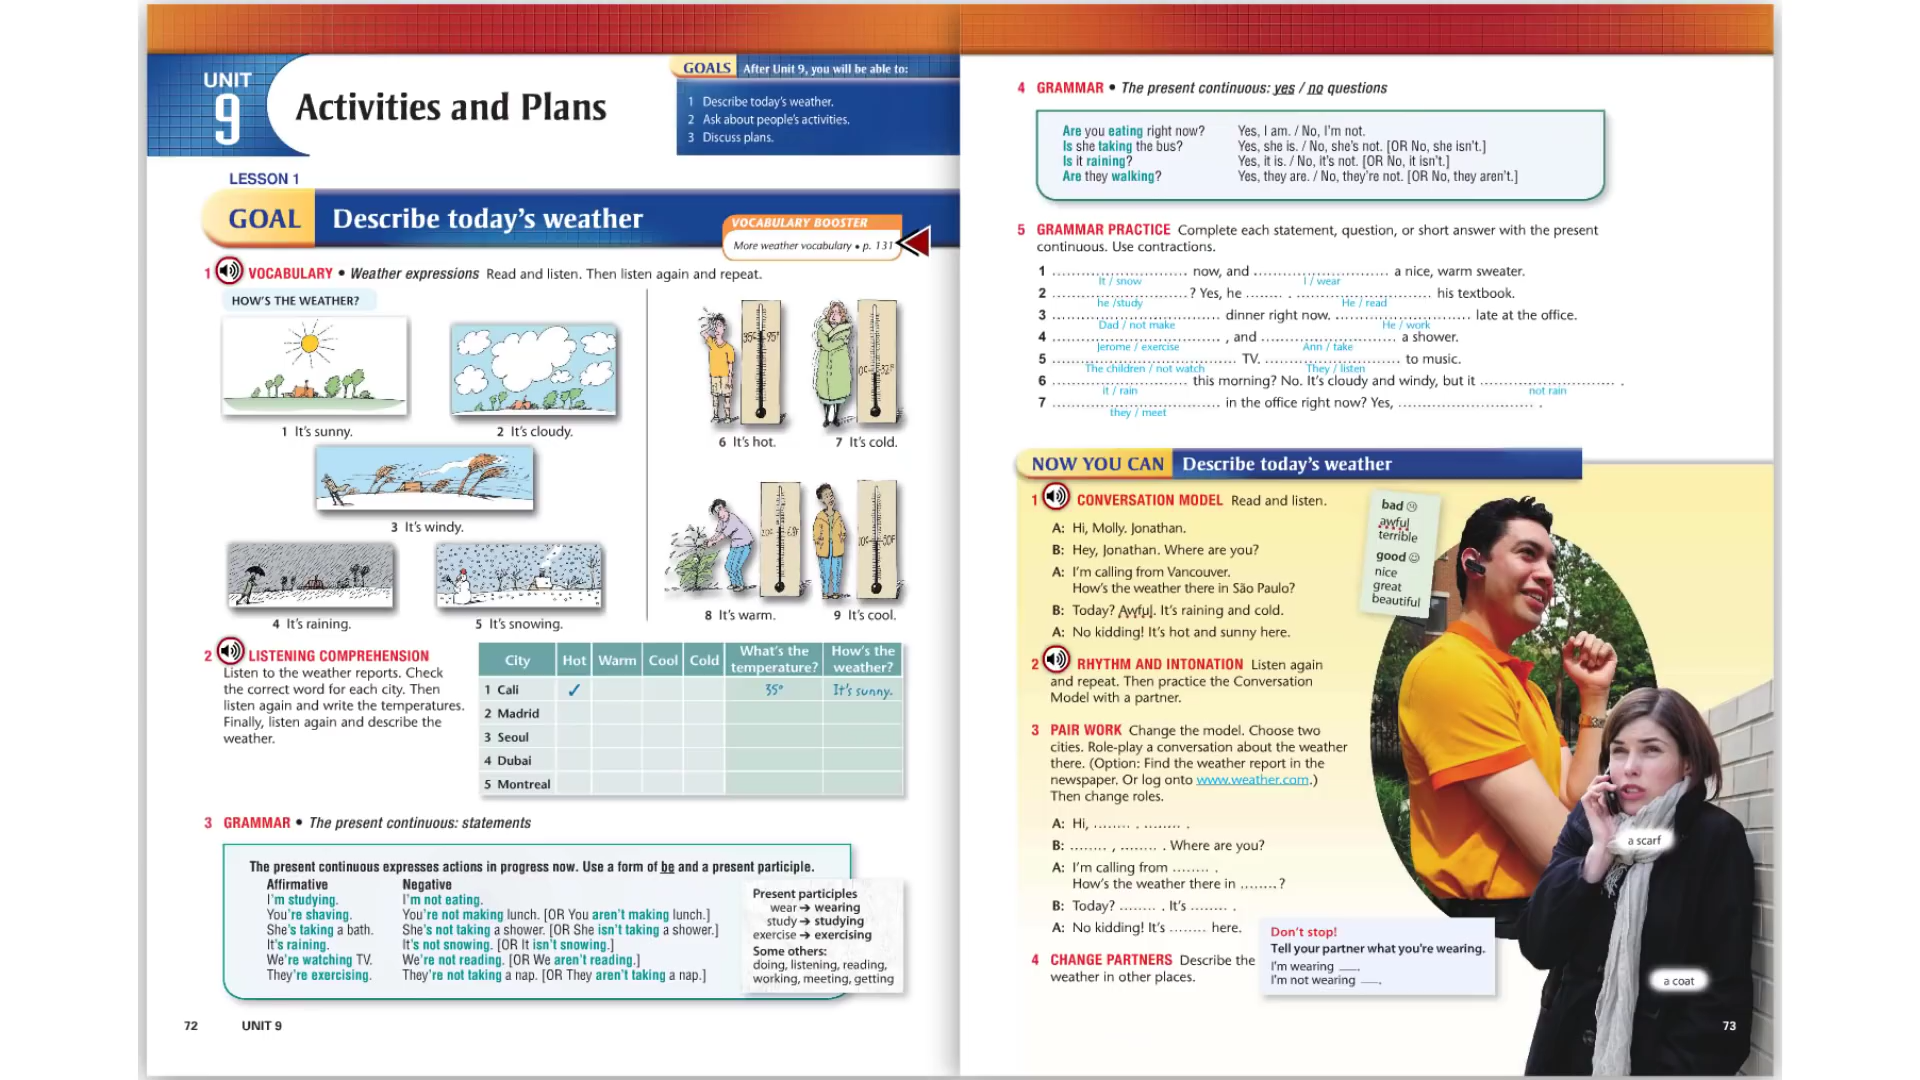 UNIT
9
Activities and Plans
GOALS After Unit 9, you will be able to:
1 Describe today's weather.
2 Ask about people's activities.
3 Discuss plans.
LESSON 1
GOAL Describe today's weather
VOCABULARY BOOSTER
More weather vocabulary • p. 131
1 VOCABULARY • Weather expressions Read and listen. Then listen again and repeat.
HOW'S THE WEATHER?
1 It's sunny.
2 It's cloudy.
3 It's windy.
4 It's raining.
5 It's snowing.
35° 95°
6 It's hot.
7 It's cold.
8 It's warm.
9 It's cool.
2 LISTENING COMPREHENSION
Listen to the weather reports. Check
the correct word for each city. Then
listen again and write the temperatures.
Finally, listen again and describe the
weather.
City Hot Warm Cool Cold What's the temperature? How's the weather?
1 Cali ✓ 35° It's sunny.
2 Madrid
3 Seoul
4 Dubai
5 Montreal
3 GRAMMAR • The present continuous: statements
The present continuous expresses actions in progress now. Use a form of be and a present participle.
Affirmative Negative
I'm studying. I'm not eating.
You're shaving. You're not making lunch. [OR You aren't making lunch.]
She's taking a bath. She's not taking a shower. [OR She isn't taking a shower.]
It's raining. It's not snowing. [OR It isn't snowing.]
We're watching TV. We're not reading. [OR We aren't reading.]
They're exercising. They're not taking a nap. [OR They aren't taking a nap.]
Present participles
wear → wearing
study → studying
exercise → exercising
Some others:
doing, listening, reading,
working, meeting, getting
72 UNIT 9
4 GRAMMAR • The present continuous: yes / no questions
Are you eating right now? Yes, I am. / No, I'm not.
Is she taking the bus? Yes, she is. / No, she's not. [OR No, she isn't.]
Is it raining? Yes, it is. / No, it's not. [OR No, it isn't.]
Are they walking? Yes, they are. / No, they're not. [OR No, they aren't.]
5 GRAMMAR PRACTICE Complete each statement, question, or short answer with the present
continuous. Use contractions.
1 ........................... now, and ........................... a nice, warm sweater.
It / snow I / wear
2 ...........................? Yes, he ........ . ........................... his textbook.
he /study He / read
3 .................................. dinner right now. ........................... late at the office.
Dad / not make He / work
4 .................................. , and ........................... a shower.
Jerome / exercise Ann / take
5 .................................... TV. ........................... to music.
The children / not watch They / listen
6 ........................... this morning? No. It's cloudy and windy, but it ........................... .
it / rain not rain
7 .................................. in the office right now? Yes, ........................... .
they / meet
NOW YOU CAN Describe today's weather
1 CONVERSATION MODEL Read and listen.
A: Hi, Molly. Jonathan.
B: Hey, Jonathan. Where are you?
A: I'm calling from Vancouver.
How's the weather there in São Paulo?
B: Today? Awful. It's raining and cold.
A: No kidding! It's hot and sunny here.
bad ☹
awful
terrible
good ☺
nice
great
beautiful
2 RHYTHM AND INTONATION Listen again
and repeat. Then practice the Conversation
Model with a partner.
3 PAIR WORK Change the model. Choose two
cities. Role-play a conversation about the weather
there. (Option: Find the weather report in the
newspaper. Or log onto www.weather.com.)
Then change roles.
A: Hi, ........ . ........ .
B: ........ , ........ . Where are you?
A: I'm calling from ........ .
How's the weather there in ........?
B: Today? ........ . It's ........ .
A: No kidding! It's ........ here.
4 CHANGE PARTNERS Describe the
weather in other places.
Don't stop!
Tell your partner what you're wearing.
I'm wearing ___.
I'm not wearing ___.
a scarf
a coat
73